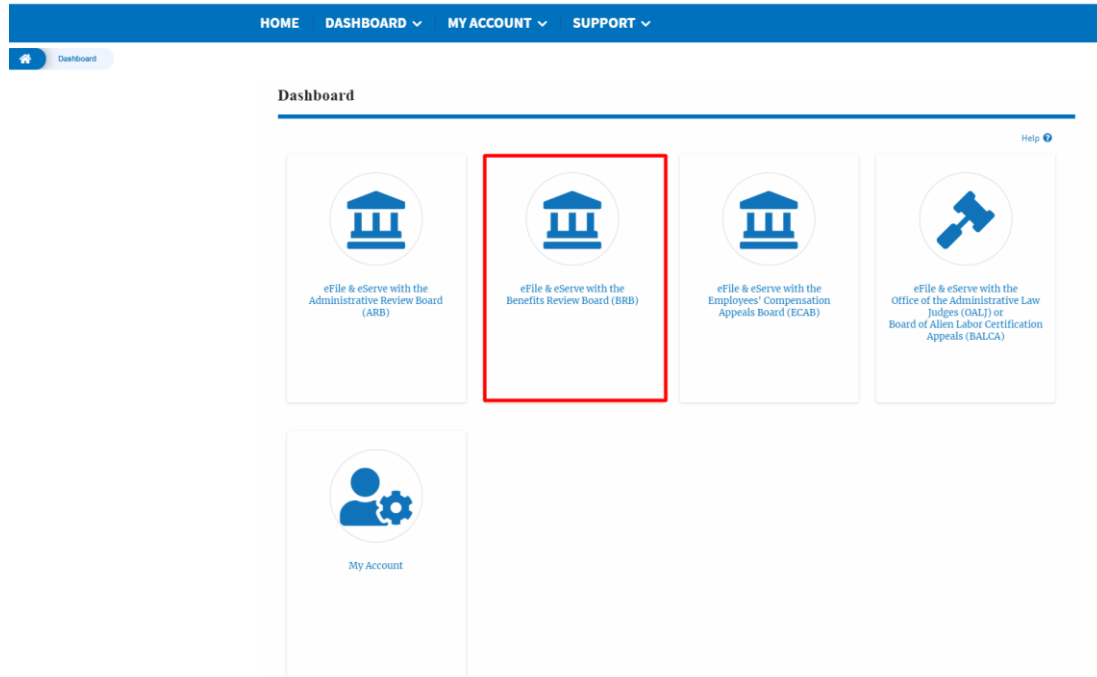 HOME DASHBOARD MY ACCOUNT SUPPORT
Dashboard
Dashboard
Help
eFile & eServe with the
Administrative Review Board
(ARB)
eFile & eServe with the
Benefits Review Board (BRB)
eFile & eServe with the
Employees' Compensation
Appeals Board (ECAB)
eFile & eServe with the
Office of the Administrative Law
Judges (OALJ) or
Board of Alien Labor Certification
Appeals (BALCA)
My Account